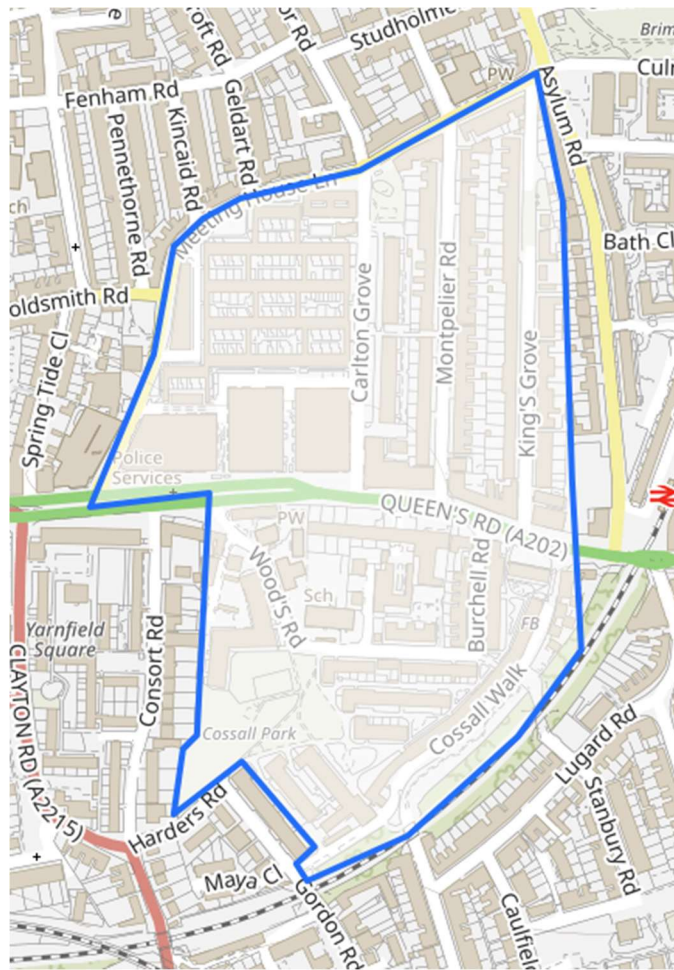 Studholme
Brim
PW
Culm
Fenham Rd
Asylum Rd
Geldart Rd
Kincaid Rd
Pennethorne Rd
Meeting House Ln
Bath Cl
oldsmith Rd
Carlton Grove
Montpelier Rd
King'S Grove
Spring Tide Cl
Police
Services
QUEEN'S RD (A202)
PW
Wood'S Rd
Sch
Burchell Rd
FB
Yarnfield
Square
Consort Rd
CLAYTON RD (A2215)
Cossall Park
Cossall Walk
Lugard Rd
Stanbury Rd
Harders Rd
Maya Cl
Gordon Rd
Caulfiel